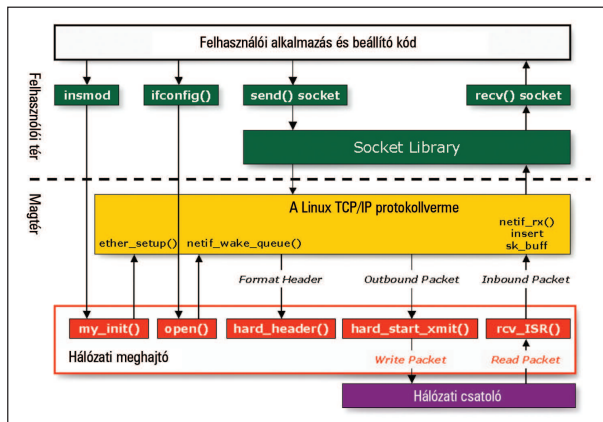 Felhasználói alkalmazás és beállító kód
Felhasználói tér
insmod
ifconfig()
send() socket
recv() socket
Socket Library
Magtér
A Linux TCP/IP protokollverme
netif_rx()
insert
sk_buff
ether_setup()
netif_wake_queue()
Format Header
Outbound Packet
Inbound Packet
my_init()
open()
hard_header()
hard_start_xmit()
rcv_ISR()
Hálózati meghajtó
Write Packet
Read Packet
Hálózati csatoló